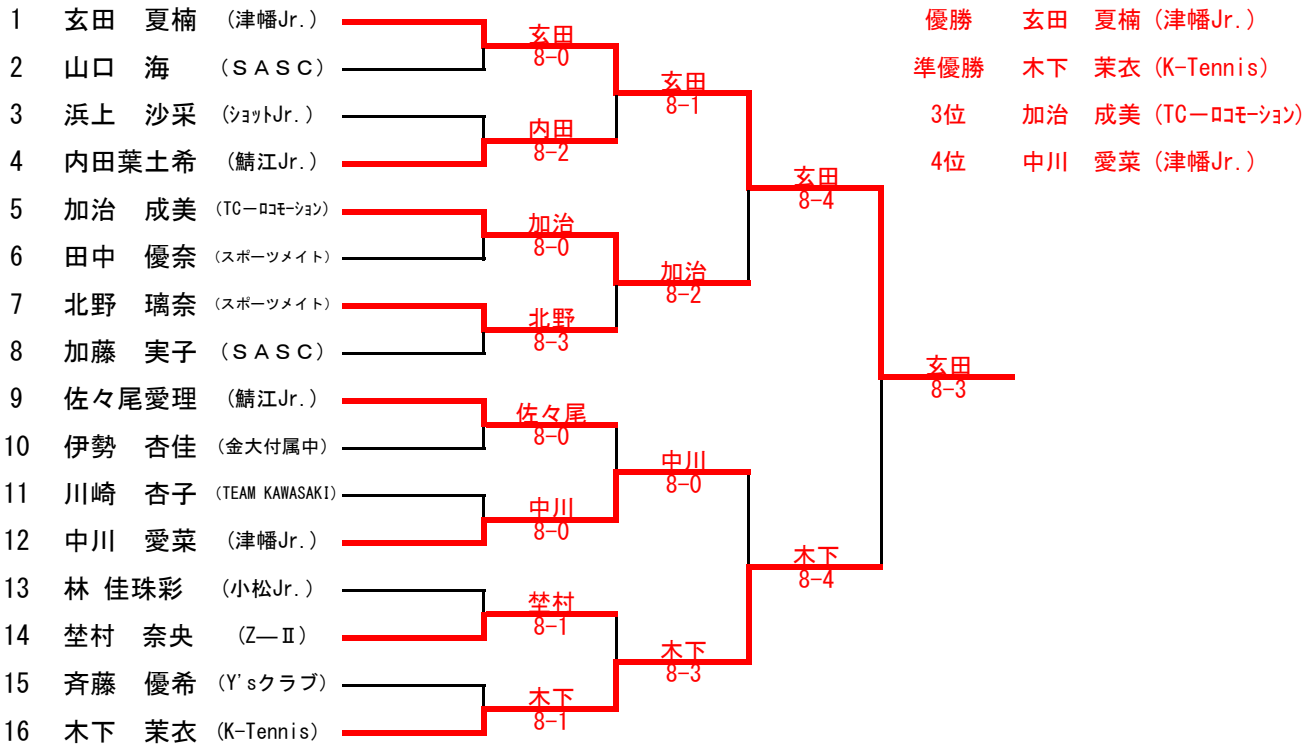 1 玄田 夏楠 (津幡Jr.)
2 山口 海 (SASC)
3 浜上 沙采 (ｼｮｯﾄJr.)
4 内田葉土希 (鯖江Jr.)
5 加治 成美 (TC-ﾛｺﾓｰｼｮﾝ)
6 田中 優奈 (スポーツメイト)
7 北野 璃奈 (スポーツメイト)
8 加藤 実子 (SASC)
9 佐々尾愛理 (鯖江Jr.)
10 伊勢 杏佳 (金大付属中)
11 川崎 杏子 (TEAM KAWASAKI)
12 中川 愛菜 (津幡Jr.)
13 林 佳珠彩 (小松Jr.)
14 埜村 奈央 (Z―Ⅱ)
15 斉藤 優希 (Y'sクラブ)
16 木下 茉衣 (K-Tennis)
玄田
8-0
内田
8-2
加治
8-0
北野
8-3
佐々尾
8-0
中川
8-0
埜村
8-1
木下
8-1
玄田
8-1
加治
8-2
中川
8-0
木下
8-3
玄田
8-4
木下
8-4
玄田
8-3
優勝 玄田 夏楠 (津幡Jr.)
準優勝 木下 茉衣 (K-Tennis)
3位 加治 成美 (TC-ﾛｺﾓｰｼｮﾝ)
4位 中川 愛菜 (津幡Jr.)